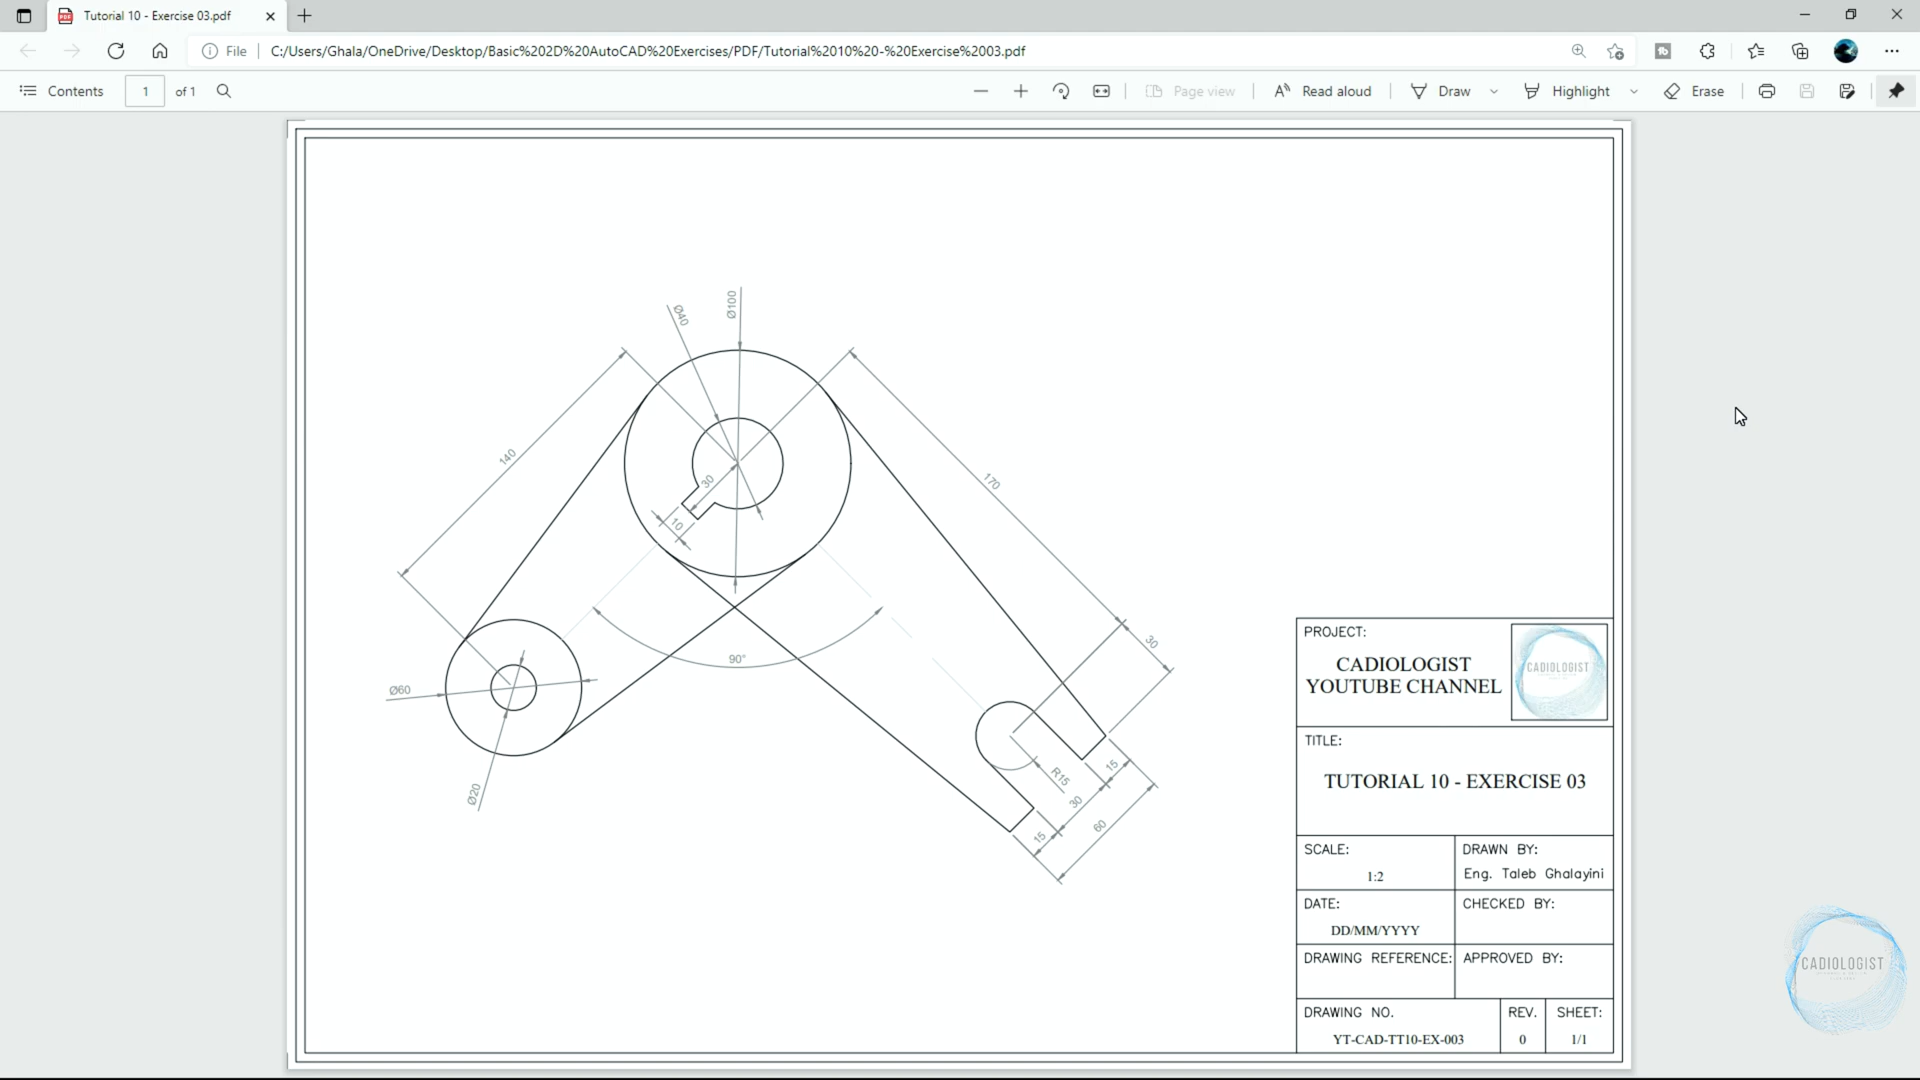 Tutorial 10 - Exercise 03.pdf
File
C:/Users/Ghala/OneDrive/Desktop/Basic%202D%20AutoCAD%20Exercises/PDF/Tutorial%2010%20-%20Exercise%2003.pdf
Contents
1
of 1
Page view
Read aloud
Draw
Highlight
Erase
Ø40
Ø100
140
170
30
10
30
90°
Ø60
Ø20
R15
15
30
15
60
PROJECT:
CADIOLOGIST
YOUTUBE CHANNEL
CADIOLOGIST
TITLE:
TUTORIAL 10 - EXERCISE 03
SCALE:
1:2
DRAWN BY:
Eng. Taleb Ghalayini
DATE:
DD/MM/YYYY
CHECKED BY:
DRAWING REFERENCE:
APPROVED BY:
DRAWING NO.
YT-CAD-TT10-EX-003
REV.
0
SHEET:
1/1
CADIOLOGIST